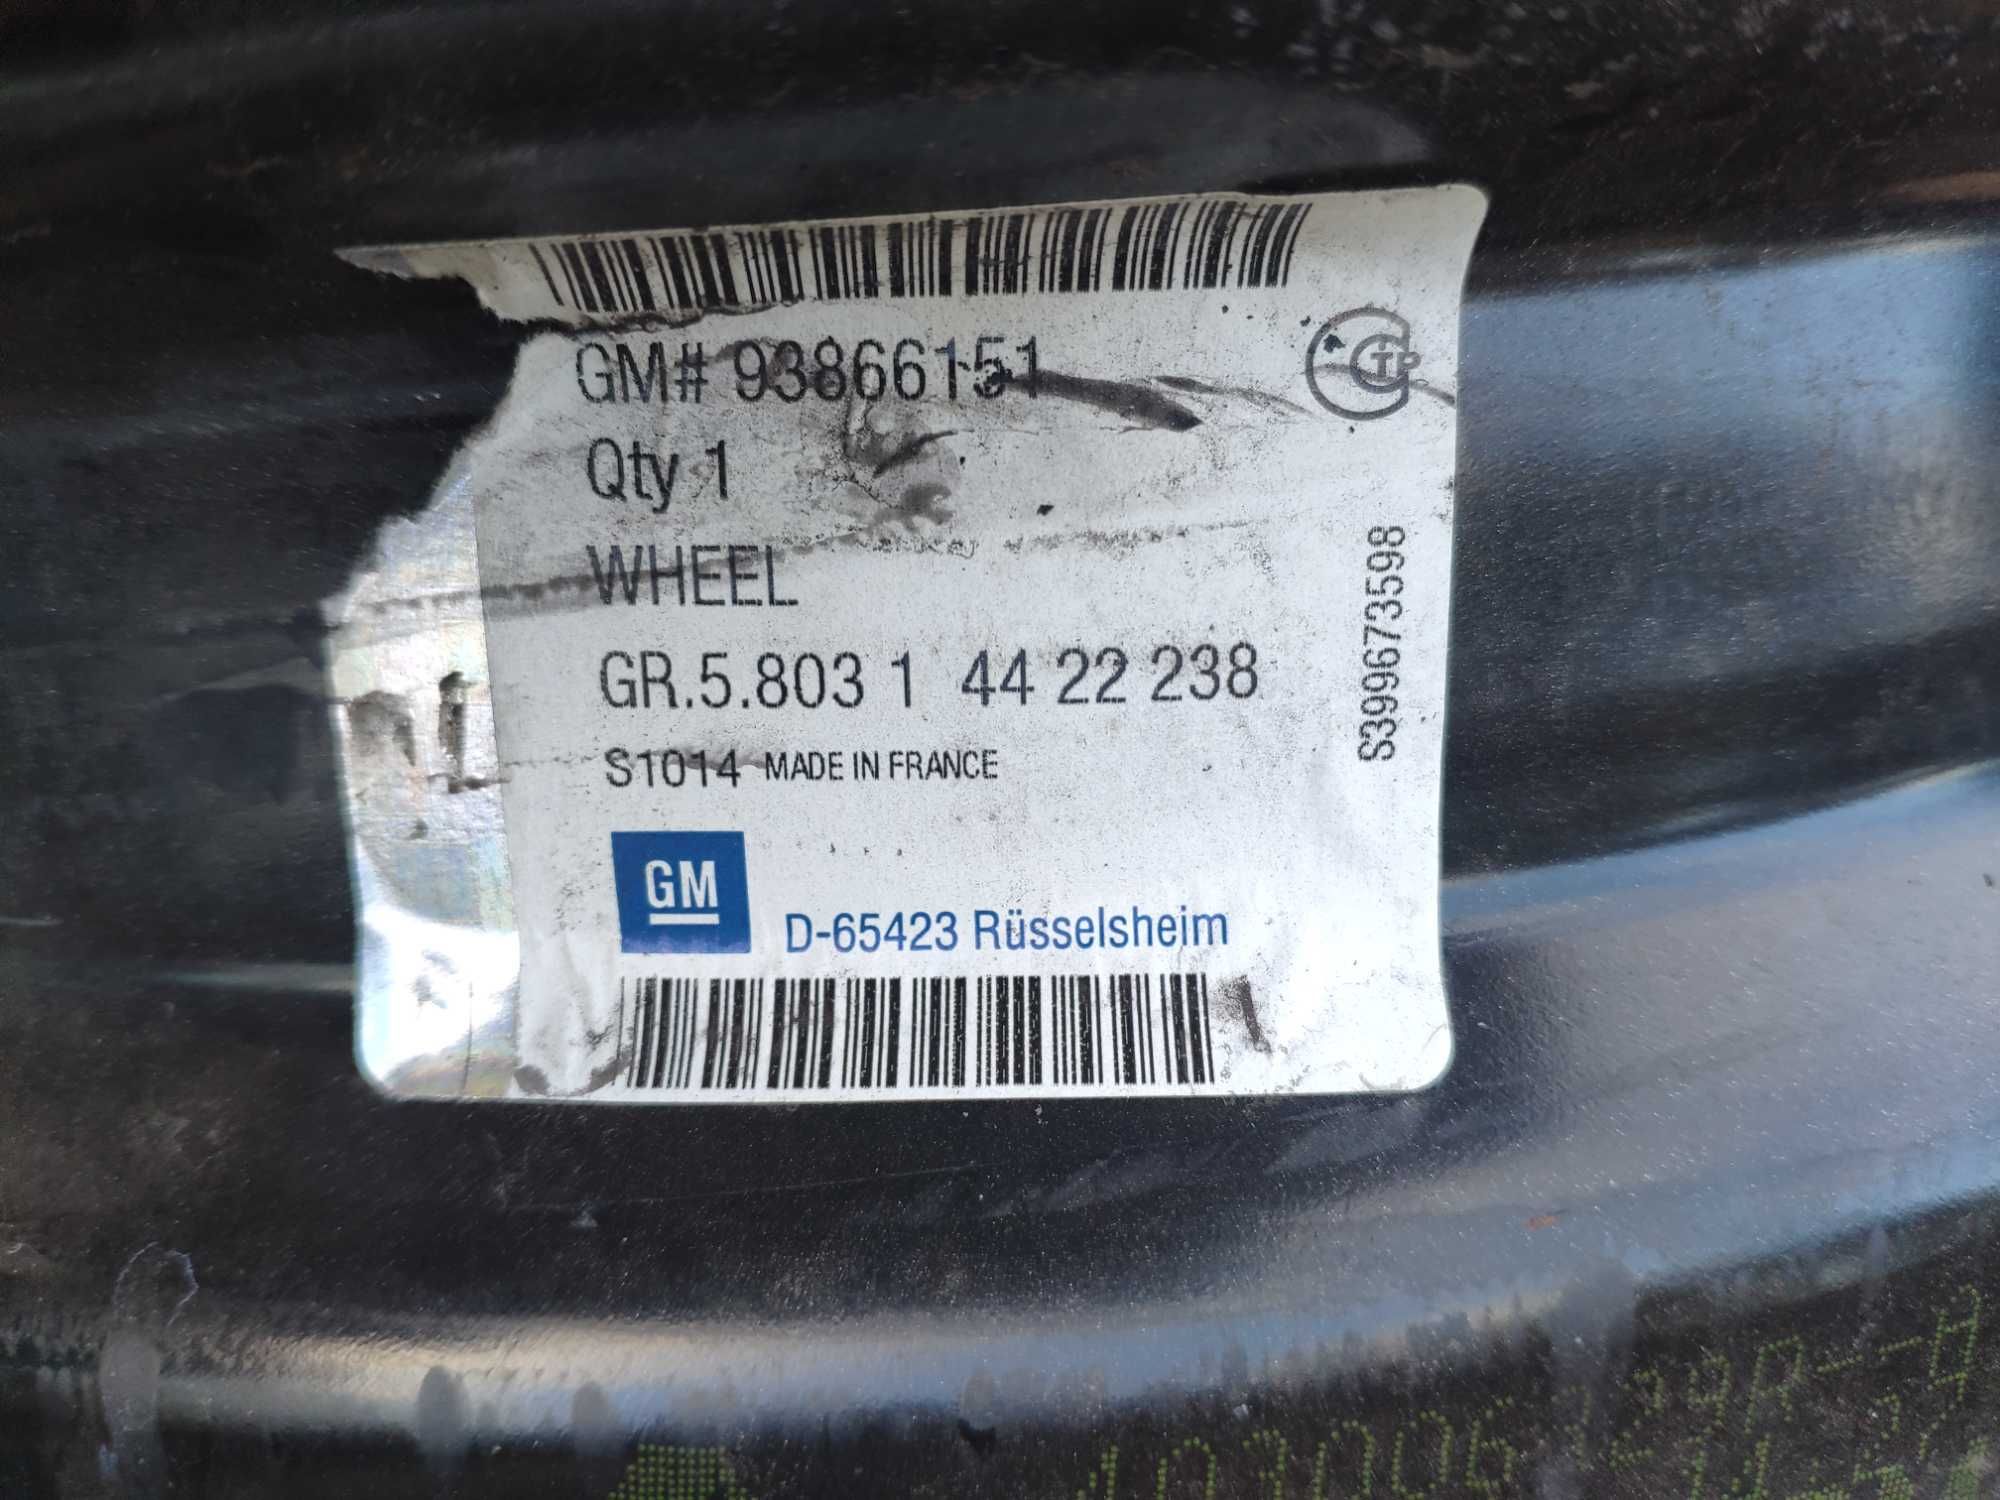 GM# 93866151
Qty 1
WHEEL
GR.5.803 1 44 22 238
S1014 MADE IN FRANCE
GM
D-65423 Rüsselsheim
S399673598